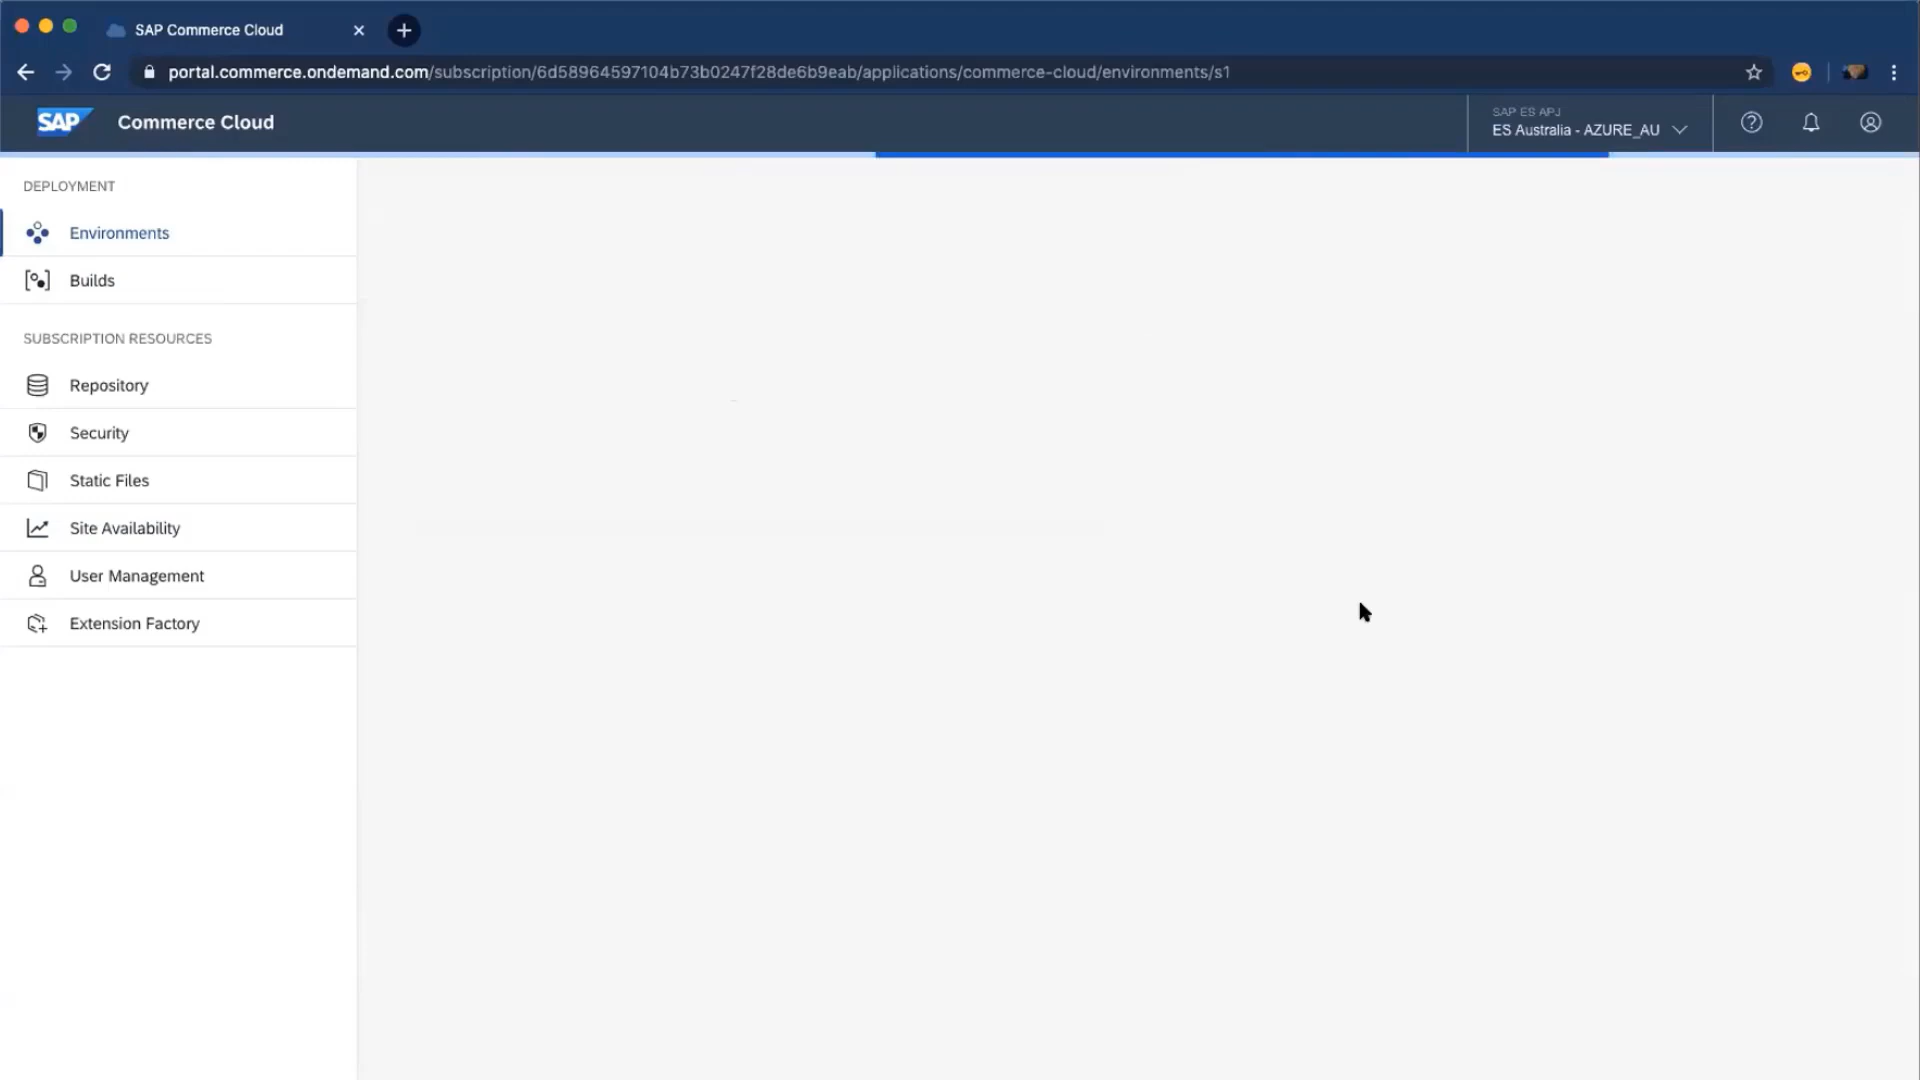 SAP Commerce Cloud
portal.commerce.ondemand.com/subscription/6d58964597104b73b0247f28de6b9eab/applications/commerce-cloud/environments/s1
SAP Commerce Cloud
SAP ES APJ
ES Australia - AZURE_AU
DEPLOYMENT
Environments
Builds
SUBSCRIPTION RESOURCES
Repository
Security
Static Files
Site Availability
User Management
Extension Factory